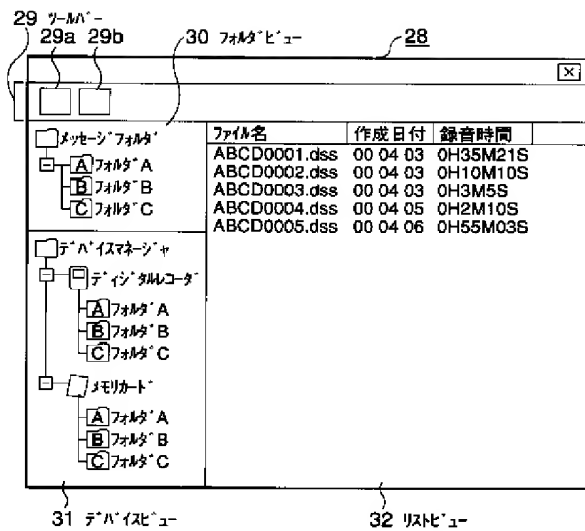 29 ﾂｰﾙﾊﾞｰ
29a 29b
30 ﾌｫﾙﾀﾞﾋﾞｭｰ
28
×
ﾒｯｾｰｼﾞﾌｫﾙﾀﾞ
A ﾌｫﾙﾀﾞA
B ﾌｫﾙﾀﾞB
C ﾌｫﾙﾀﾞC
ﾌｧｲﾙ名 作成日付 録音時間
ABCD0001.dss 00 04 03 0H35M21S
ABCD0002.dss 00 04 03 0H10M10S
ABCD0003.dss 00 04 03 0H3M5S
ABCD0004.dss 00 04 05 0H2M10S
ABCD0005.dss 00 04 06 0H55M03S
ﾃﾞﾊﾞｲｽﾏﾈｰｼﾞｬ
ﾃﾞｨｼﾞﾀﾙﾚｺｰﾀﾞ
A ﾌｫﾙﾀﾞA
B ﾌｫﾙﾀﾞB
C ﾌｫﾙﾀﾞC
ﾒﾓﾘｶｰﾄﾞ
A ﾌｫﾙﾀﾞA
B ﾌｫﾙﾀﾞB
C ﾌｫﾙﾀﾞC
31 ﾃﾞﾊﾞｲｽﾋﾞｭｰ
32 ﾘｽﾄﾋﾞｭｰ